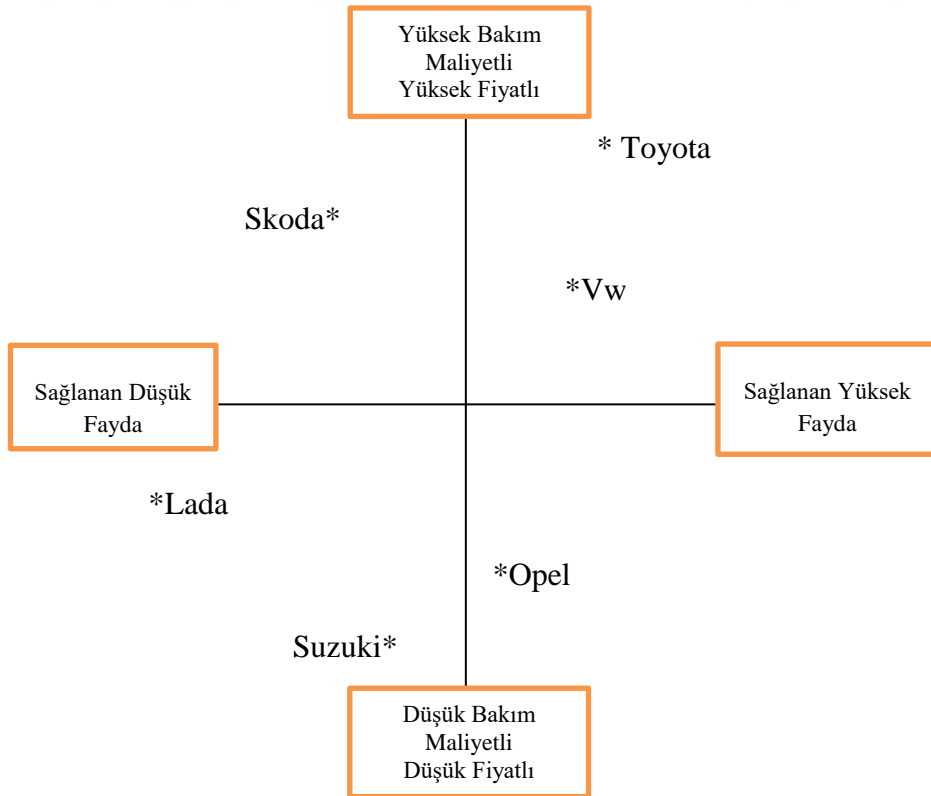 Yüksek Bakım
Maliyetli
Yüksek Fiyatlı
* Toyota
Skoda*
*Vw
Sağlanan Düşük
Fayda
Sağlanan Yüksek
Fayda
*Lada
*Opel
Suzuki*
Düşük Bakım
Maliyetli
Düşük Fiyatlı